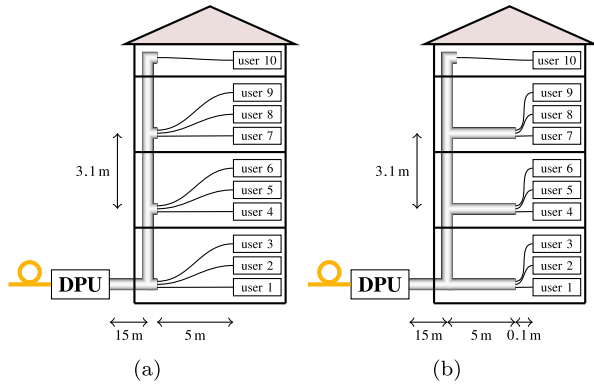 user 10
user 9
user 8
user 7
3.1 m
user 6
user 5
user 4
user 3
user 2
user 1
DPU
15 m
5 m
(a)
user 10
user 9
user 8
user 7
3.1 m
user 6
user 5
user 4
user 3
user 2
user 1
DPU
15 m
5 m
0.1 m
(b)